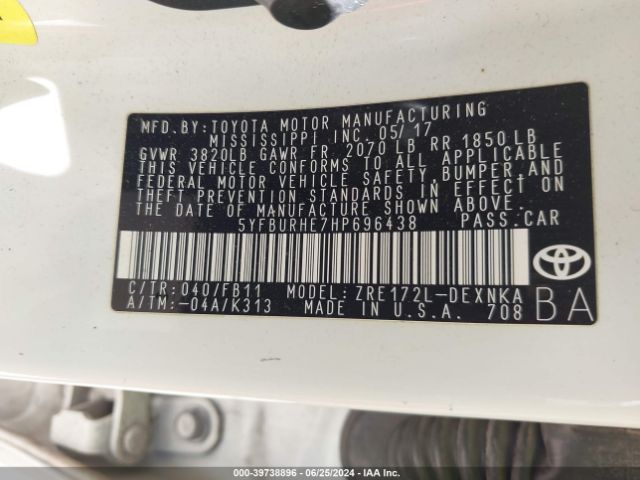 MFD. BY: TOYOTA MOTOR MANUFACTURING
MISSISSIPPI INC. 05/17
GVWR 3820LB GAWR FR 2070 LB RR 1850LB
THIS VEHICLE CONFORMS TO ALL APPLICABLE
FEDERAL MOTOR VEHICLE SAFETY, BUMPER, AND
THEFT PREVENTION STANDARDS IN EFFECT ON
THE DATE OF MANUFACTURE SHOWN ABOVE.
5YFBURHE7HP696438 PASS.CAR
C/TR: 040/FB11 MODEL: ZRE172L-DEXNKA
A/TM:-04A/K313 MADE IN U.S.A. 708
BA
000-39738896 - 06/25/2024 - IAA Inc.